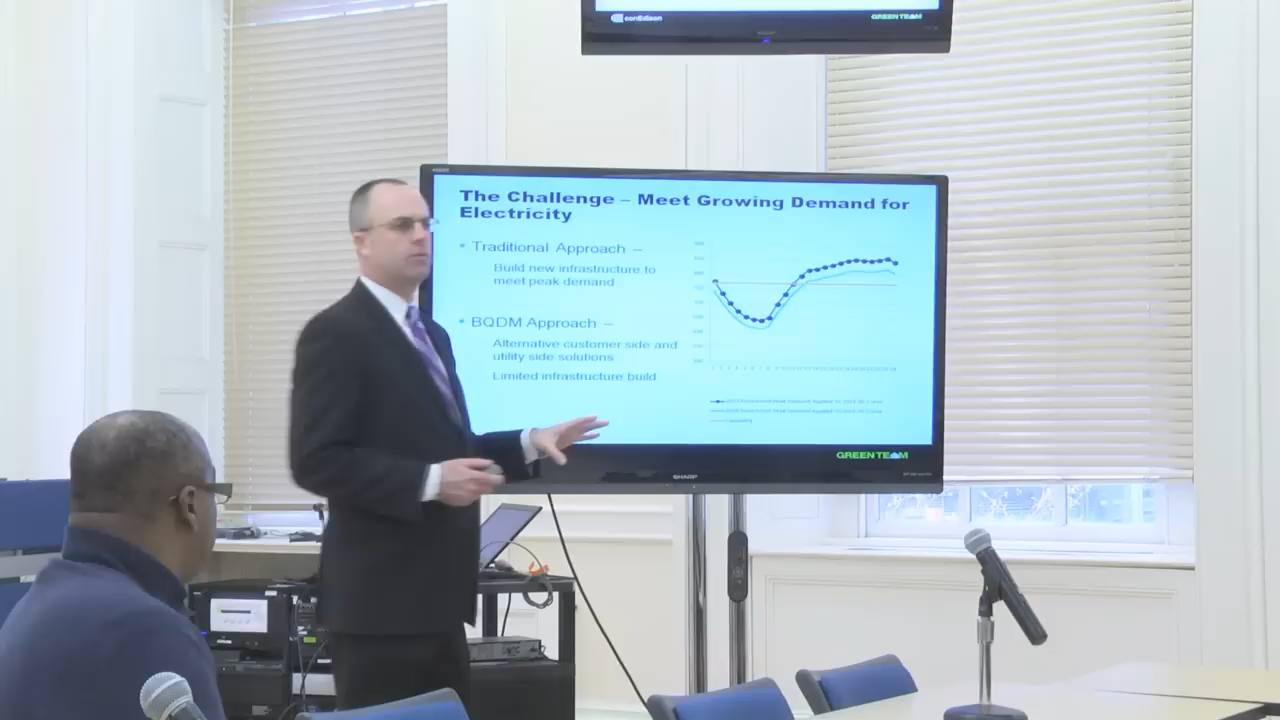 conEdison
GREEN TEAM
The Challenge – Meet Growing Demand for
Electricity
• Traditional Approach –
Build new infrastructure to
meet peak demand
• BQDM Approach –
Alternative customer side and
utility side solutions
Limited infrastructure build
GREEN TEAM
SHARP